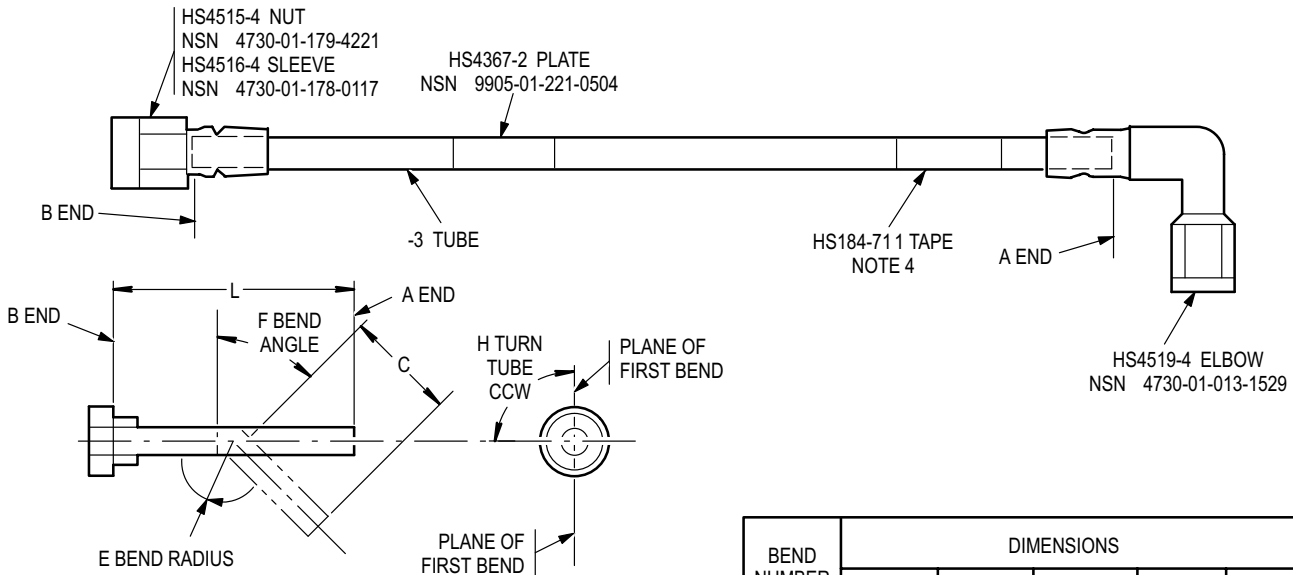 HS4515-4 NUT
NSN 4730-01-179-4221
HS4516-4 SLEEVE
NSN 4730-01-178-0117
HS4367-2 PLATE
NSN 9905-01-221-0504
B END
-3 TUBE
HS184-711 TAPE
NOTE 4
A END
HS4519-4 ELBOW
NSN 4730-01-013-1529
L
B END
A END
F BEND
ANGLE
C
H TURN
TUBE
CCW
PLANE OF
FIRST BEND
E BEND RADIUS
PLANE OF
FIRST BEND
BEND
NUMBER
DIMENSIONS